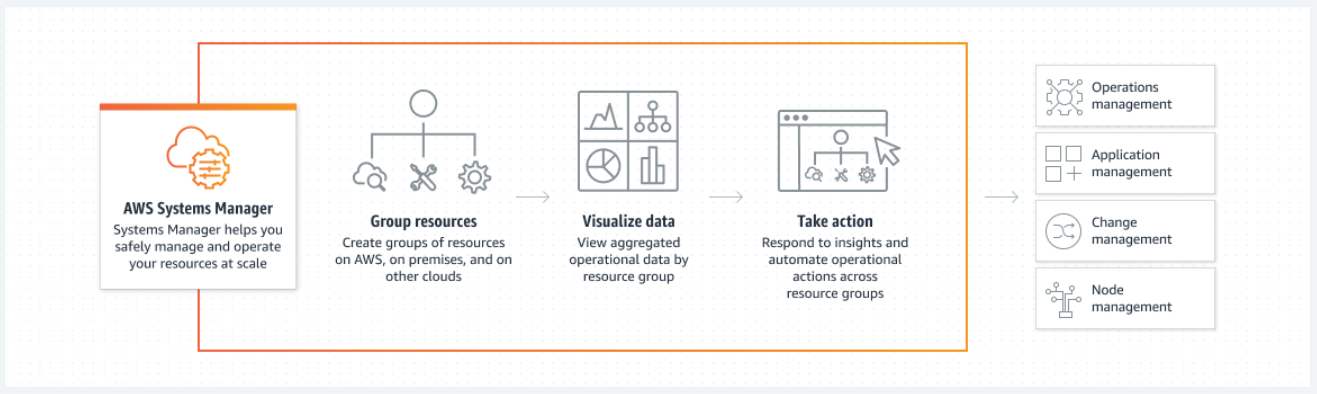 AWS Systems Manager
Systems Manager helps you
safely manage and operate
your resources at scale
Group resources
Create groups of resources
on AWS, on premises, and on
other clouds
Visualize data
View aggregated
operational data by
resource group
Take action
Respond to insights and
automate operational
actions across
resource groups
Operations
management
Application
management
Change
management
Node
management